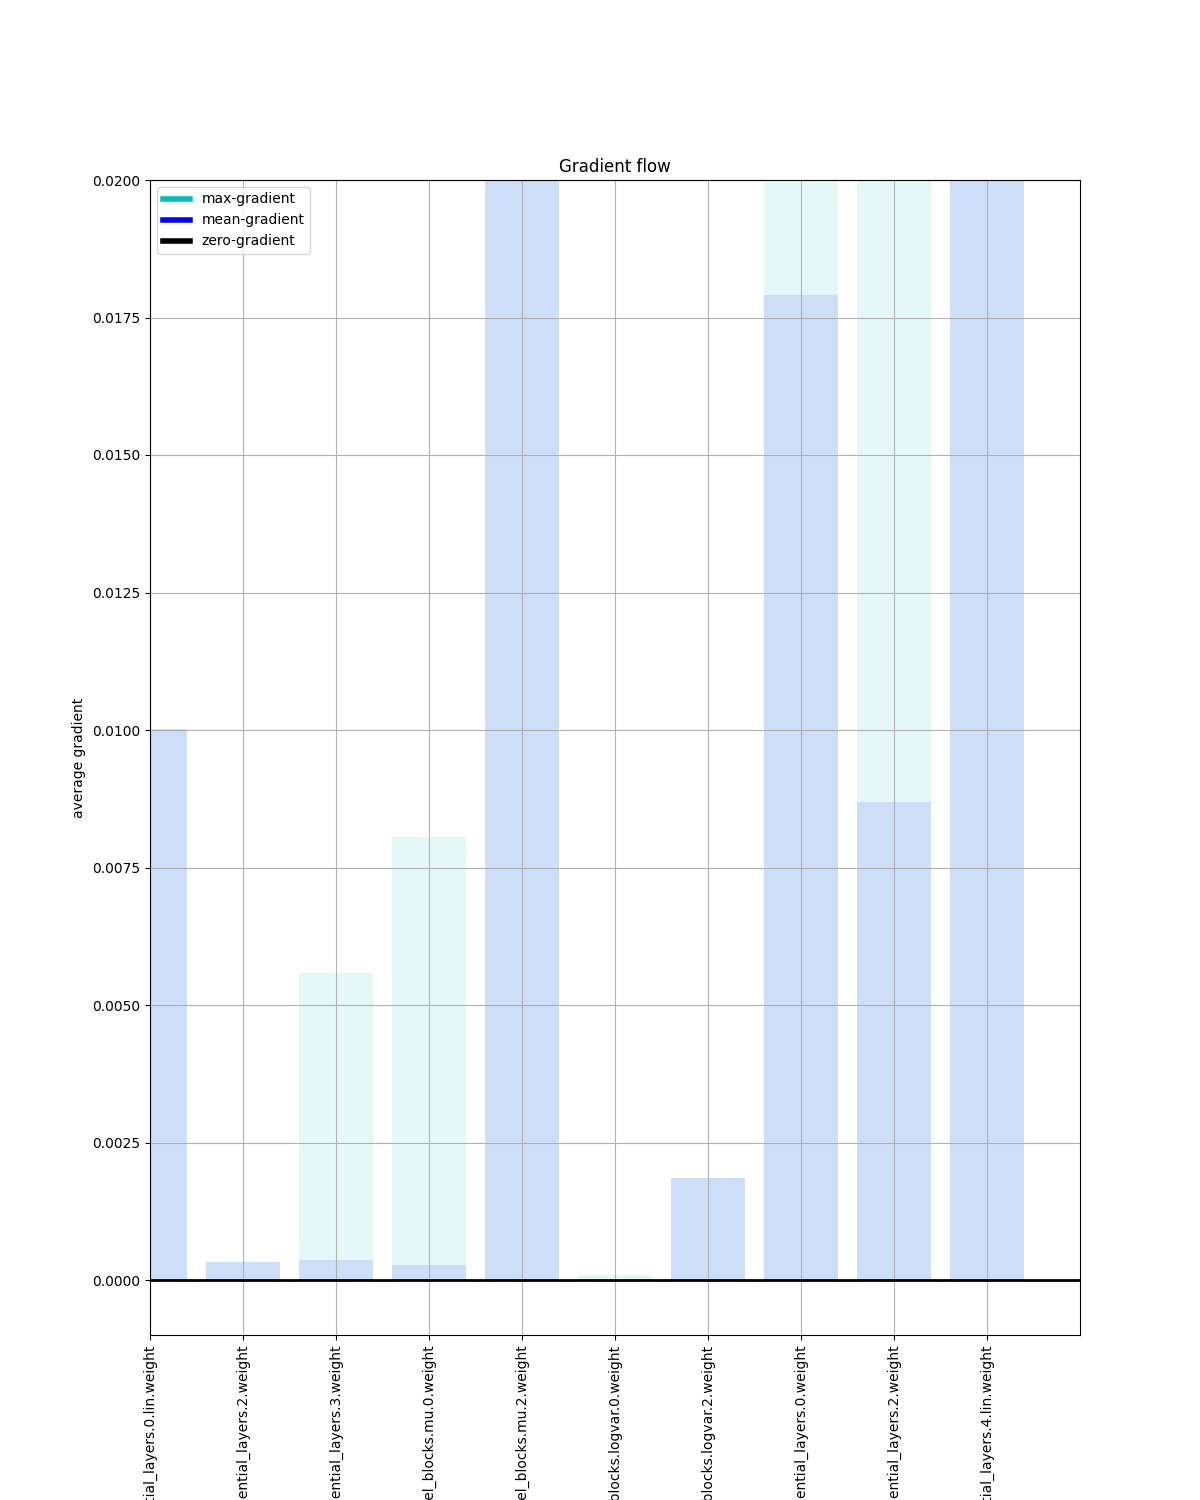 Gradient flow
max-gradient
mean-gradient
zero-gradient
0.0200
0.0175
0.0150
0.0125
0.0100
0.0075
0.0050
0.0025
0.0000
average gradient
tial_layers.0.lin.weight
ential_layers.2.weight
ential_layers.3.weight
el_blocks.mu.0.weight
el_blocks.mu.2.weight
blocks.logvar.0.weight
blocks.logvar.2.weight
ential_layers.0.weight
ential_layers.2.weight
tial_layers.4.lin.weight